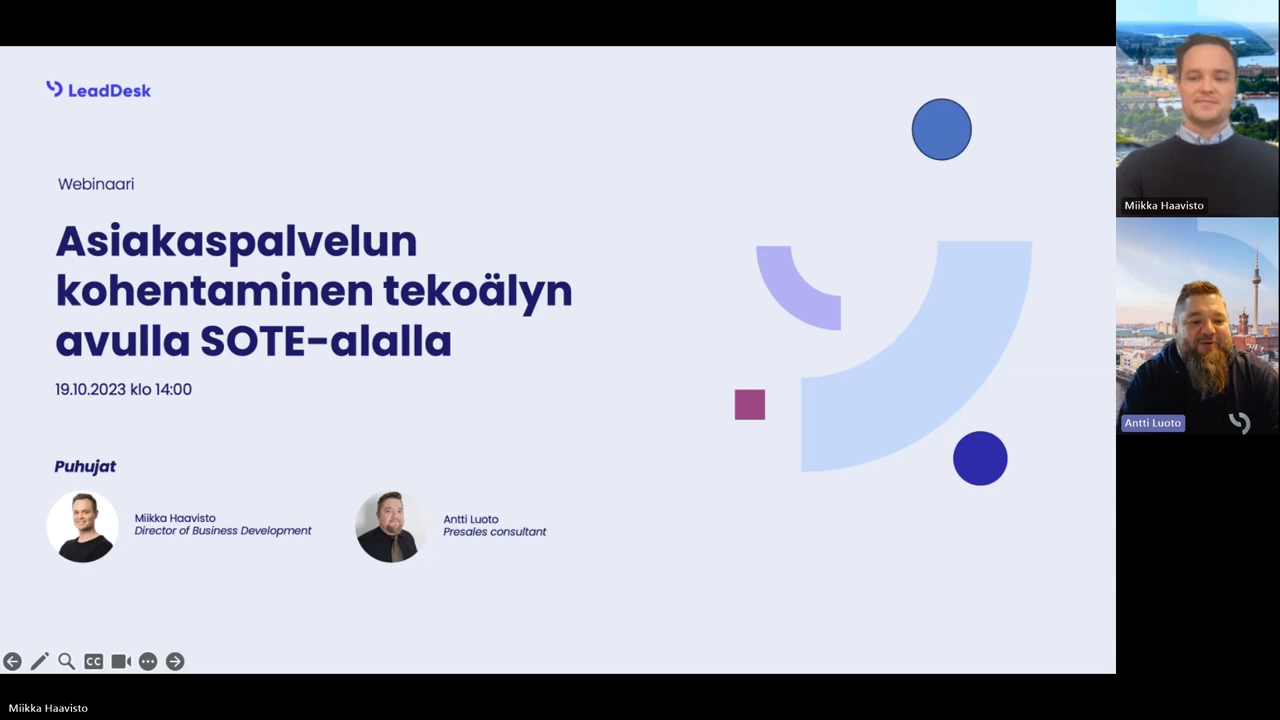 LeadDesk
Webinaari
Asiakaspalvelun
kohentaminen tekoälyn
avulla SOTE-alalla
19.10.2023 klo 14:00
Puhujat
Miikka Haavisto
Director of Business Development
Antti Luoto
Presales consultant
CC
Miikka Haavisto
Miikka Haavisto
Antti Luoto